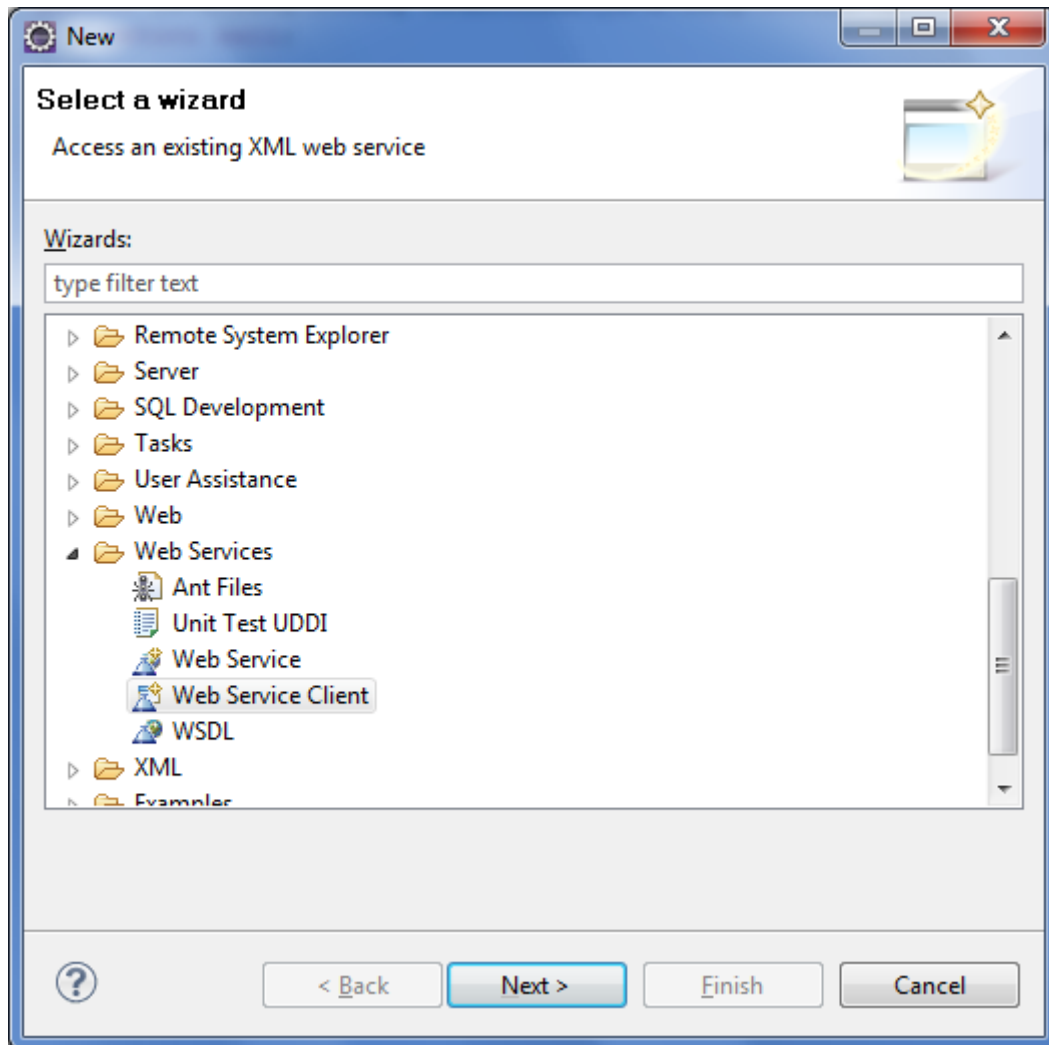 New
Select a wizard
Access an existing XML web service
Wizards:
type filter text
Remote System Explorer
Server
SQL Development
Tasks
User Assistance
Web
Web Services
Ant Files
Unit Test UDDI
Web Service
Web Service Client
WSDL
XML
Examples
< Back
Next >
Finish
Cancel